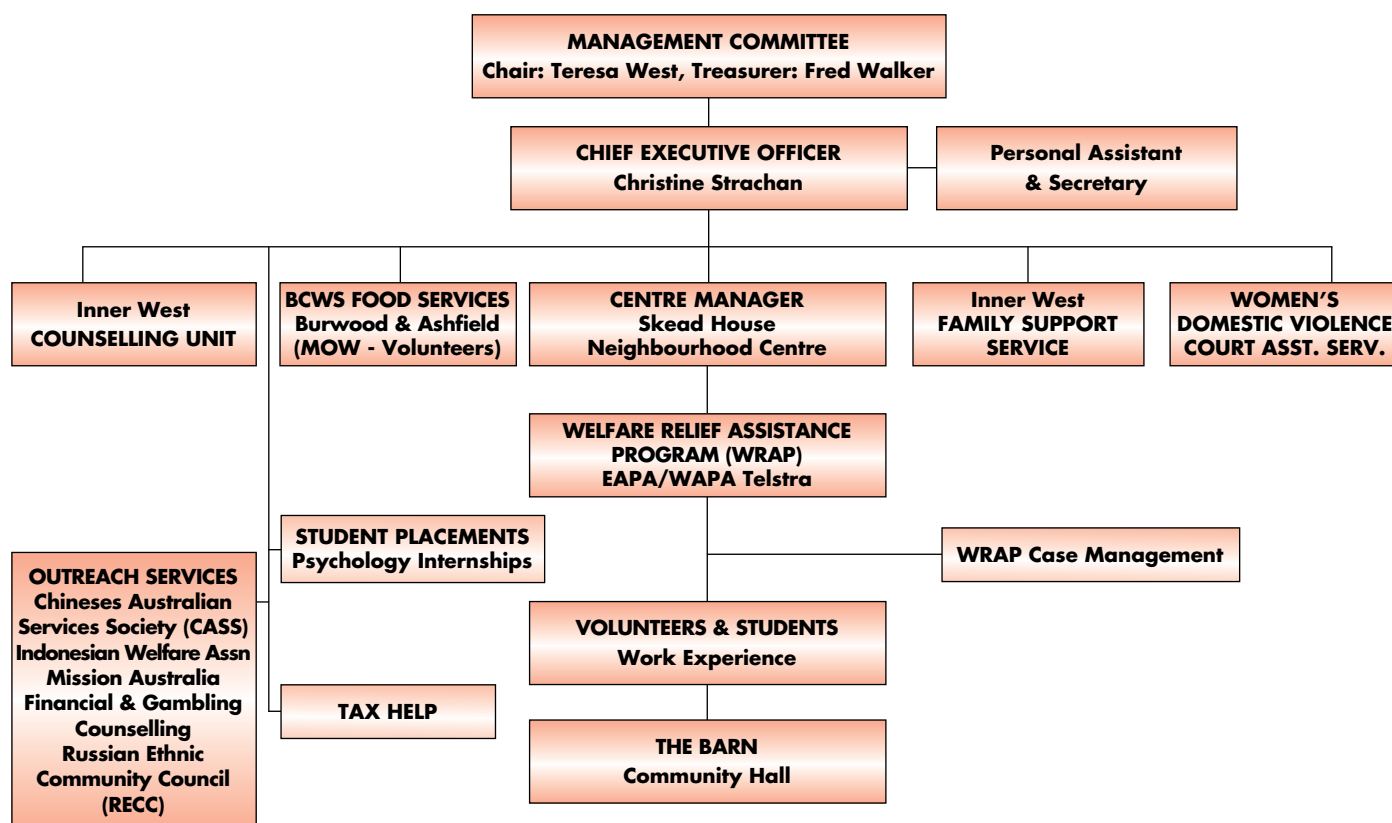 MANAGEMENT COMMITTEE
Chair: Teresa West, Treasurer: Fred Walker
CHIEF EXECUTIVE OFFICER
Christine Strachan
Personal Assistant
& Secretary
Inner West
COUNSELLING UNIT
BCWS FOOD SERVICES
Burwood & Ashfield
(MOW - Volunteers)
CENTRE MANAGER
Skead House
Neighbourhood Centre
Inner West
FAMILY SUPPORT
SERVICE
WOMEN'S
DOMESTIC VIOLENCE
COURT ASST. SERV.
WELFARE RELIEF ASSISTANCE
PROGRAM (WRAP)
EAPA/WAPA Telstra
STUDENT PLACEMENTS
Psychology Internships
WRAP Case Management
OUTREACH SERVICES
Chineses Australian
Services Society (CASS)
Indonesian Welfare Assn
Mission Australia
Financial & Gambling
Counselling
Russian Ethnic
Community Council
(RECC)
VOLUNTEERS & STUDENTS
Work Experience
TAX HELP
THE BARN
Community Hall